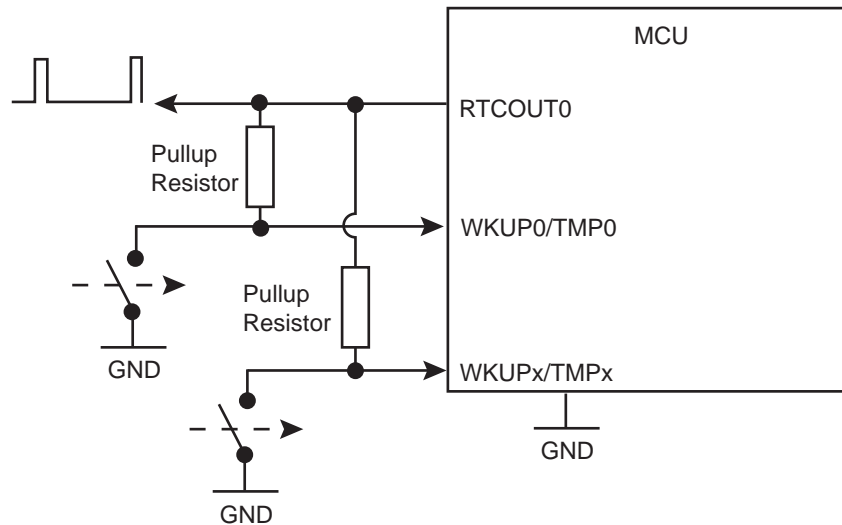 MCU
RTCOUT0
Pullup
Resistor
WKUP0/TMP0
Pullup
Resistor
GND
WKUPx/TMPx
GND
GND